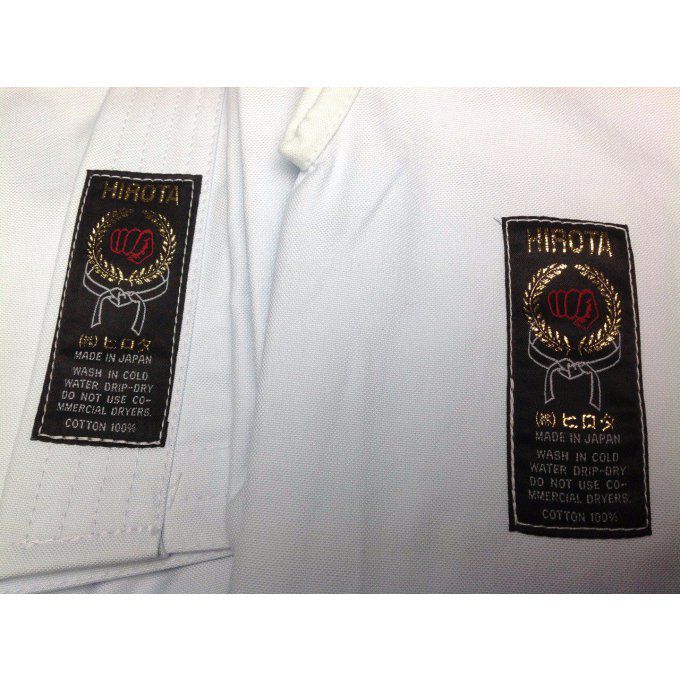 HIROTA
(株)ヒロタ
MADE IN JAPAN
WASH IN COLD
WATER DRIP-DRY
DO NOT USE CO-
MMERCIAL DRYERS.
COTTON 100%
HIROTA
(株)ヒロタ
MADE IN JAPAN
WASH IN COLD
WATER DRIP-DRY
DO NOT USE CO-
MMERCIAL DRYERS.
COTTON 100%